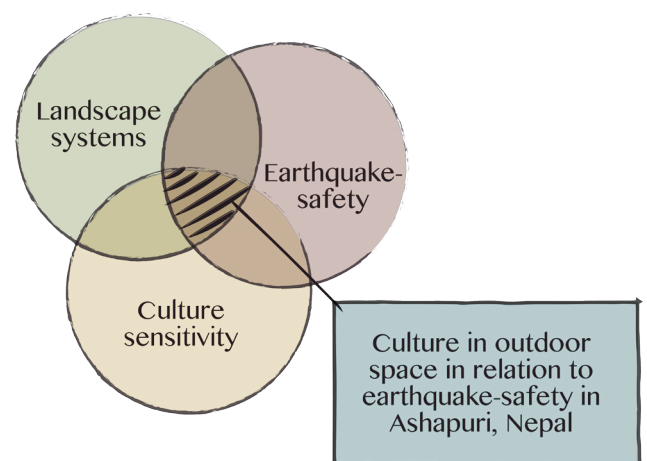 Landscape
systems
Earthquake-
safety
Culture
sensitivity
Culture in outdoor
space in relation to
earthquake-safety in
Ashapuri, Nepal